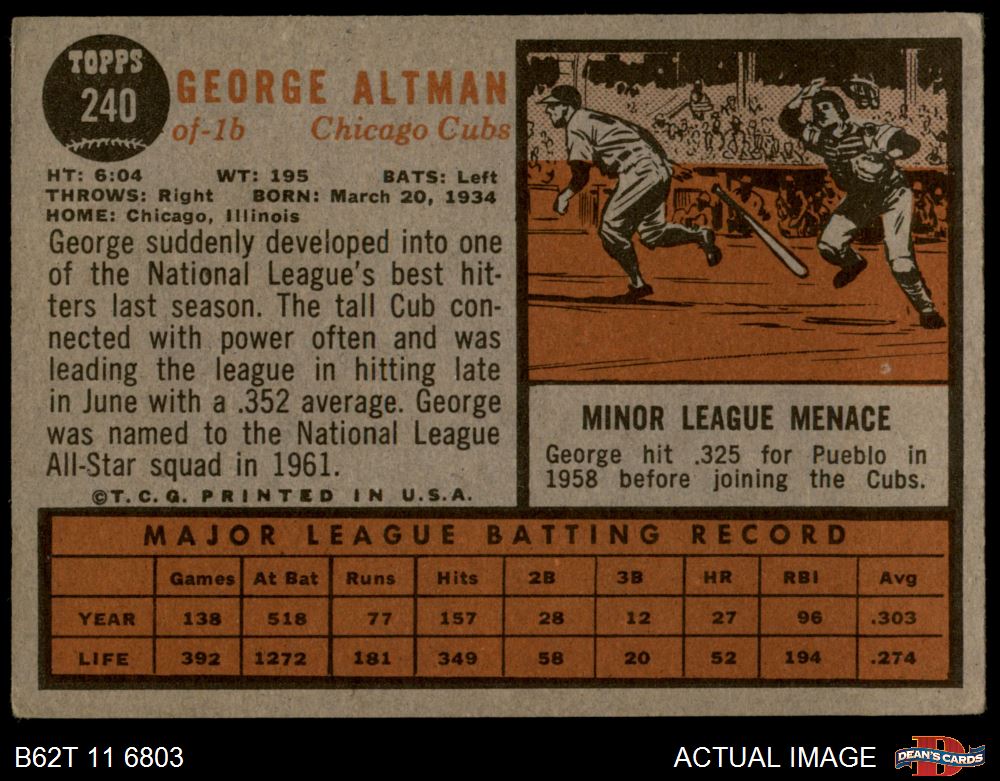 TOPPS
240
GEORGE ALTMAN
of-1b Chicago Cubs
HT: 6:04 WT: 195 BATS: Left
THROWS: Right BORN: March 20, 1934
HOME: Chicago, Illinois
George suddenly developed into one
of the National League's best hit-
ters last season. The tall Cub con-
nected with power often and was
leading the league in hitting late
in June with a .352 average. George
was named to the National League
All-Star squad in 1961.
©T. C. G. PRINTED IN U.S.A.
MINOR LEAGUE MENACE
George hit .325 for Pueblo in
1958 before joining the Cubs.
MAJOR LEAGUE BATTING RECORD
Games At Bat Runs Hits 2B 3B HR RBI Avg
YEAR 138 518 77 157 28 12 27 96 .303
LIFE 392 1272 181 349 58 20 52 194 .274
B62T 11 6803
ACTUAL IMAGE
D
DEAN'S CARDS